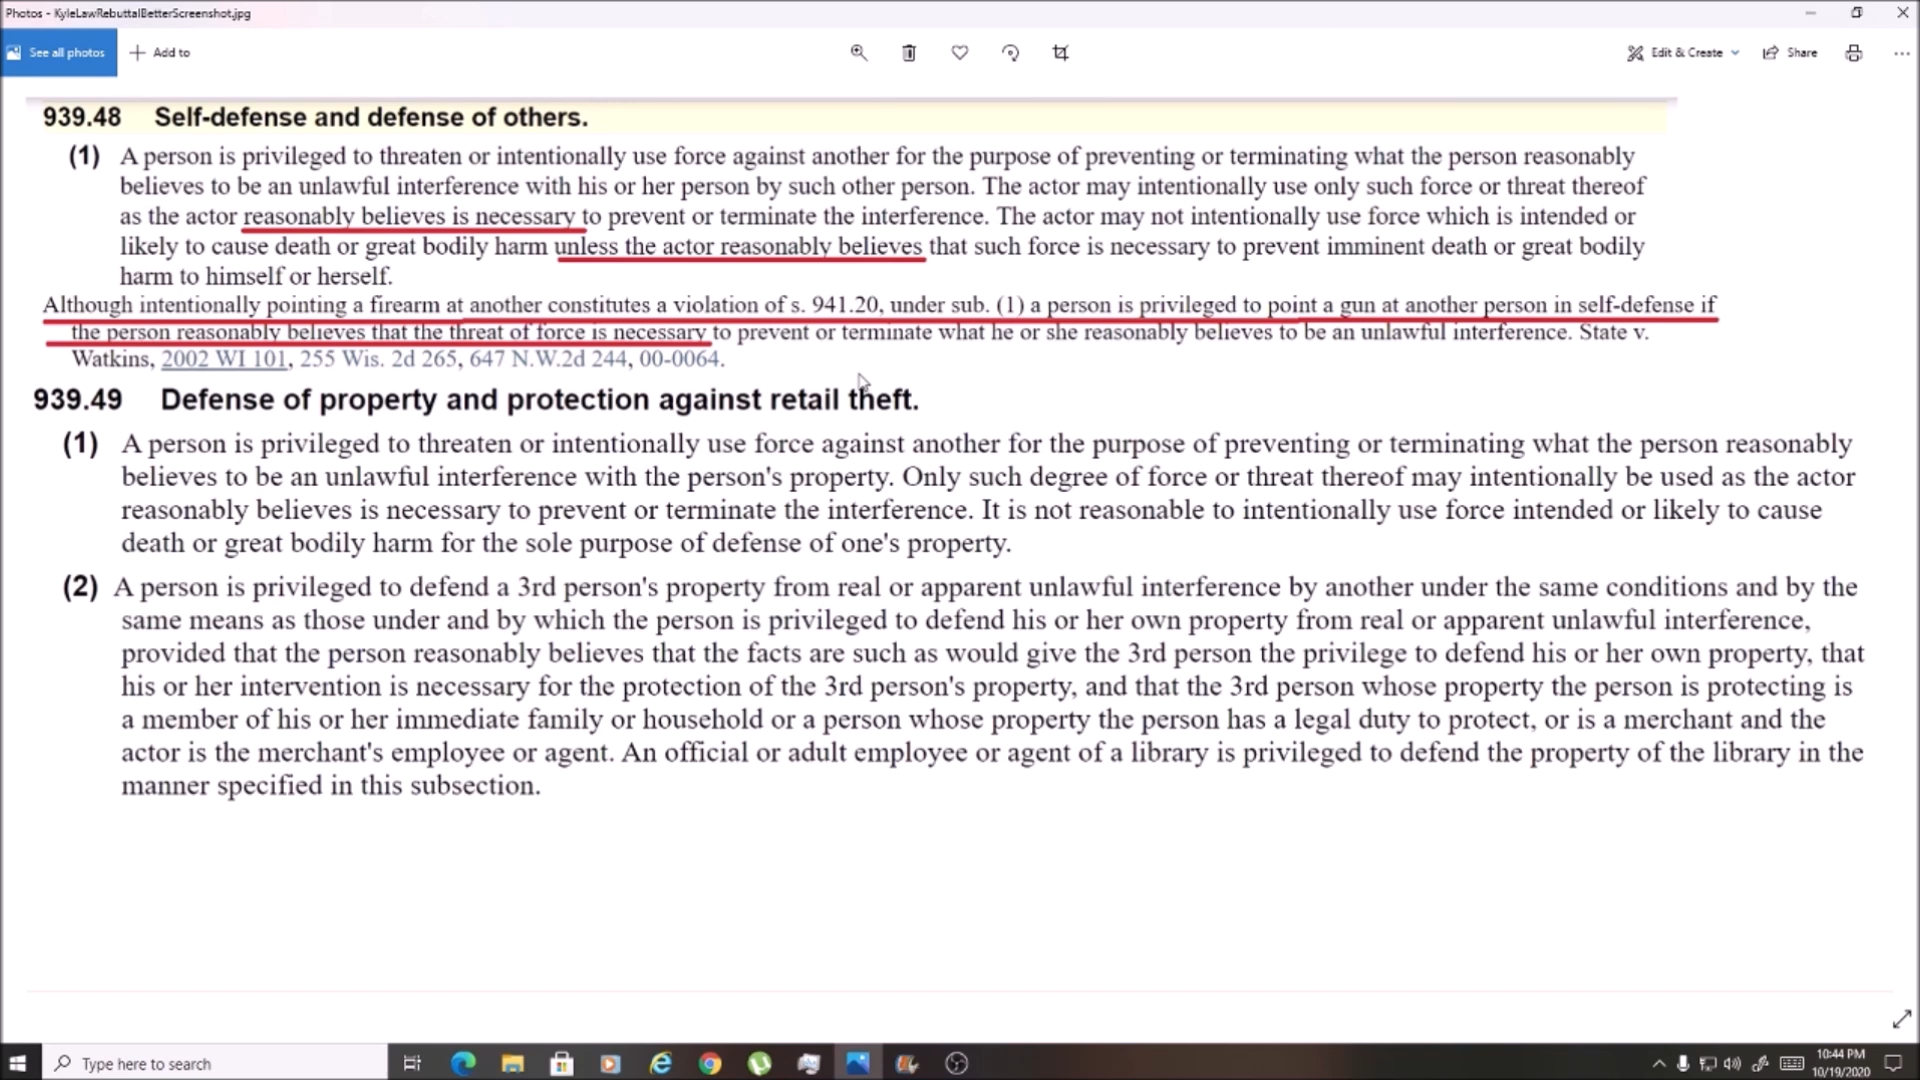 Photos - KyleLawRebuttalBetterScreenshot.jpg
See all photos
Add to
Edit & Create
Share
939.48 Self-defense and defense of others.
(1) A person is privileged to threaten or intentionally use force against another for the purpose of preventing or terminating what the person reasonably
believes to be an unlawful interference with his or her person by such other person. The actor may intentionally use only such force or threat thereof
as the actor reasonably believes is necessary to prevent or terminate the interference. The actor may not intentionally use force which is intended or
likely to cause death or great bodily harm unless the actor reasonably believes that such force is necessary to prevent imminent death or great bodily
harm to himself or herself.
Although intentionally pointing a firearm at another constitutes a violation of s. 941.20, under sub. (1) a person is privileged to point a gun at another person in self-defense if
the person reasonably believes that the threat of force is necessary to prevent or terminate what he or she reasonably believes to be an unlawful interference. State v.
Watkins, 2002 WI 101, 255 Wis. 2d 265, 647 N.W.2d 244, 00-0064.
939.49 Defense of property and protection against retail theft.
(1) A person is privileged to threaten or intentionally use force against another for the purpose of preventing or terminating what the person reasonably
believes to be an unlawful interference with the person's property. Only such degree of force or threat thereof may intentionally be used as the actor
reasonably believes is necessary to prevent or terminate the interference. It is not reasonable to intentionally use force intended or likely to cause
death or great bodily harm for the sole purpose of defense of one's property.
(2) A person is privileged to defend a 3rd person's property from real or apparent unlawful interference by another under the same conditions and by the
same means as those under and by which the person is privileged to defend his or her own property from real or apparent unlawful interference,
provided that the person reasonably believes that the facts are such as would give the 3rd person the privilege to defend his or her own property, that
his or her intervention is necessary for the protection of the 3rd person's property, and that the 3rd person whose property the person is protecting is
a member of his or her immediate family or household or a person whose property the person has a legal duty to protect, or is a merchant and the
actor is the merchant's employee or agent. An official or adult employee or agent of a library is privileged to defend the property of the library in the
manner specified in this subsection.
Type here to search
10:44 PM
10/19/2020